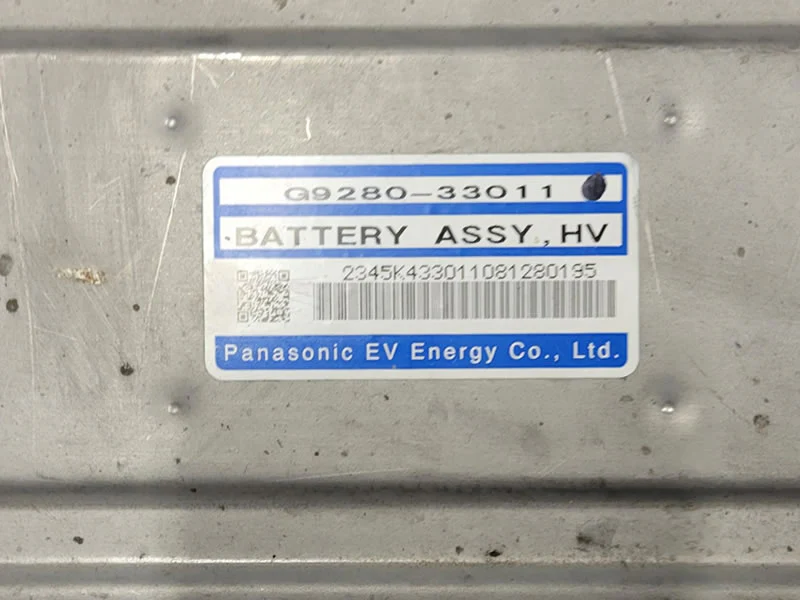 G9280-33011
BATTERY ASSY, HV
2345K433011081280195
Panasonic EV Energy Co., Ltd.